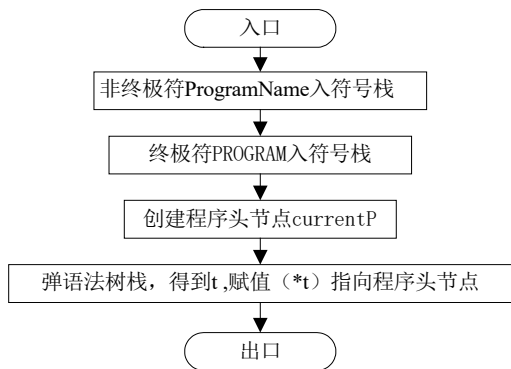 入口
非终极符ProgramName入符号栈
终极符PROGRAM入符号栈
创建程序头节点currentP
弹语法树栈，得到t ,赋值（*t）指向程序头节点
出口